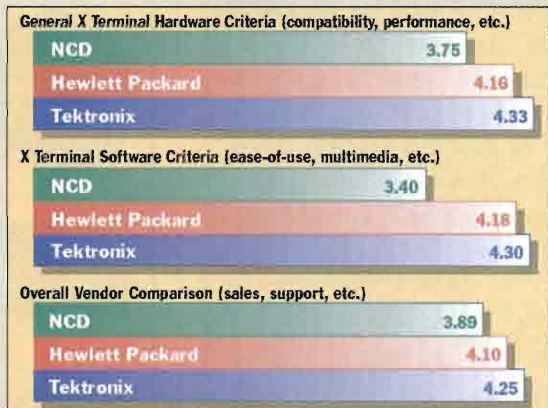 General X Terminal Hardware Criteria (compatibility, performance, etc.)
NCD 3.75
Hewlett Packard 4.16
Tektronix 4.33
X Terminal Software Criteria (ease-of-use, multimedia, etc.)
NCD 3.40
Hewlett Packard 4.18
Tektronix 4.30
Overall Vendor Comparison (sales, support, etc.)
NCD 3.89
Hewlett Packard 4.10
Tektronix 4.25